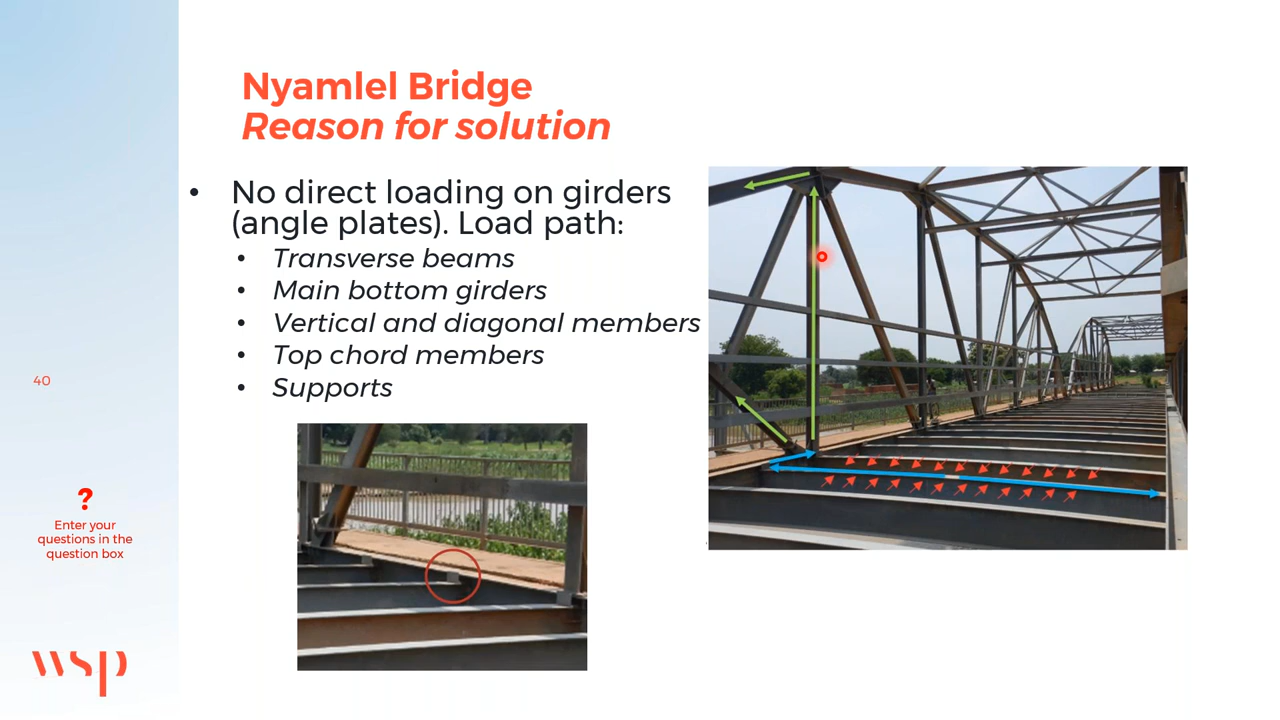 Nyamlel Bridge
Reason for solution
• No direct loading on girders
(angle plates). Load path:
• Transverse beams
• Main bottom girders
• Vertical and diagonal members
• Top chord members
• Supports
40
?
Enter your
questions in the
question box
wsp